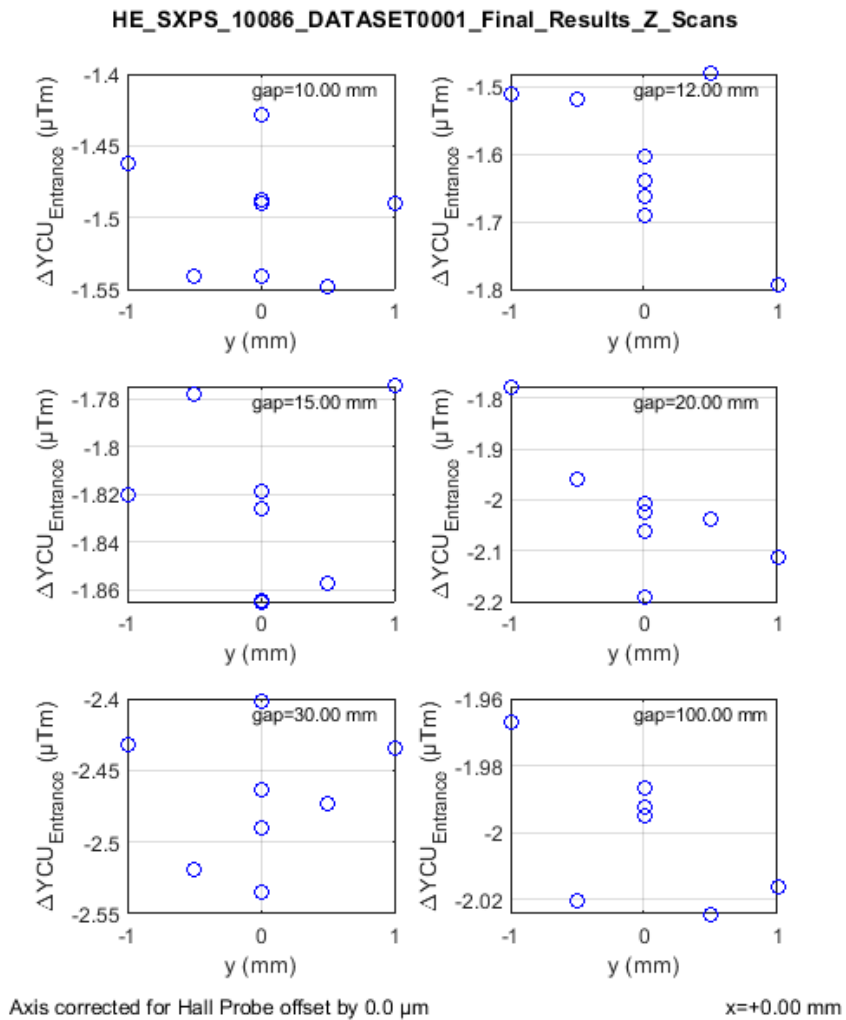 HE_SXPS_10086_DATASET0001_Final_Results_Z_Scans
gap=10.00 mm
ΔYCU_Entrance (µTm)
-1.4
-1.45
-1.5
-1.55
-1
0
1
y (mm)
gap=12.00 mm
ΔYCU_Entrance (µTm)
-1.5
-1.6
-1.7
-1.8
-1
0
1
y (mm)
gap=15.00 mm
ΔYCU_Entrance (µTm)
-1.78
-1.8
-1.82
-1.84
-1.86
-1
0
1
y (mm)
gap=20.00 mm
ΔYCU_Entrance (µTm)
-1.8
-1.9
-2
-2.1
-2.2
-1
0
1
y (mm)
gap=30.00 mm
ΔYCU_Entrance (µTm)
-2.4
-2.45
-2.5
-2.55
-1
0
1
y (mm)
gap=100.00 mm
ΔYCU_Entrance (µTm)
-1.96
-1.98
-2
-2.02
-1
0
1
y (mm)
Axis corrected for Hall Probe offset by 0.0 µm
x=+0.00 mm